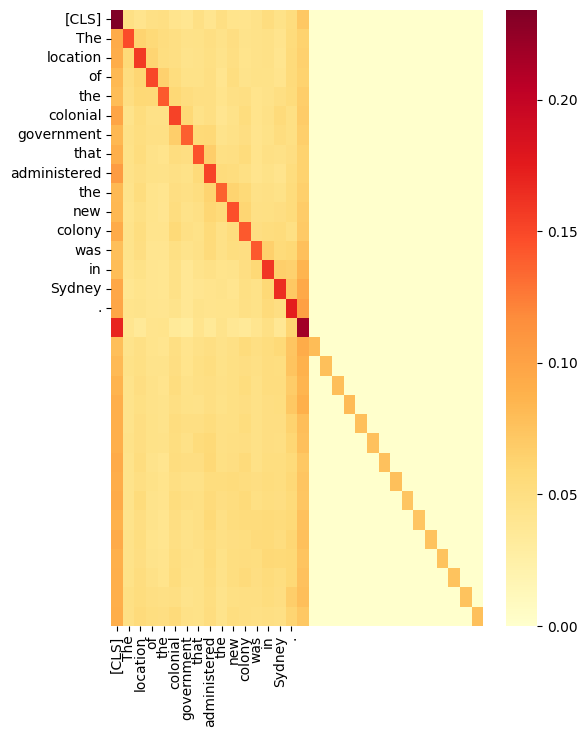 [CLS]
The
location
of
the
colonial
government
that
administered
the
new
colony
was
in
Sydney
.
0.20
0.15
0.10
0.05
0.00
[CLS]
The
location
of
the
colonial
government
that
administered
the
new
colony
was
in
Sydney
.